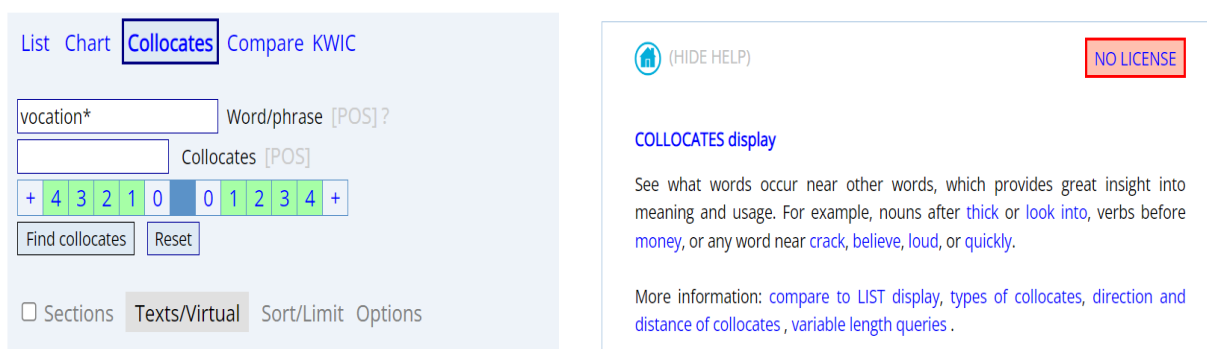 List Chart Collocates Compare KWIC
vocation* Word/phrase [POS] ?
Collocates [POS]
+ 4 3 2 1 0 0 1 2 3 4 +
Find collocates Reset
Sections Texts/Virtual Sort/Limit Options
(HIDE HELP) NO LICENSE
COLLOCATES display
See what words occur near other words, which provides great insight into
meaning and usage. For example, nouns after thick or look into, verbs before
money, or any word near crack, believe, loud, or quickly.
More information: compare to LIST display, types of collocates, direction and
distance of collocates , variable length queries .